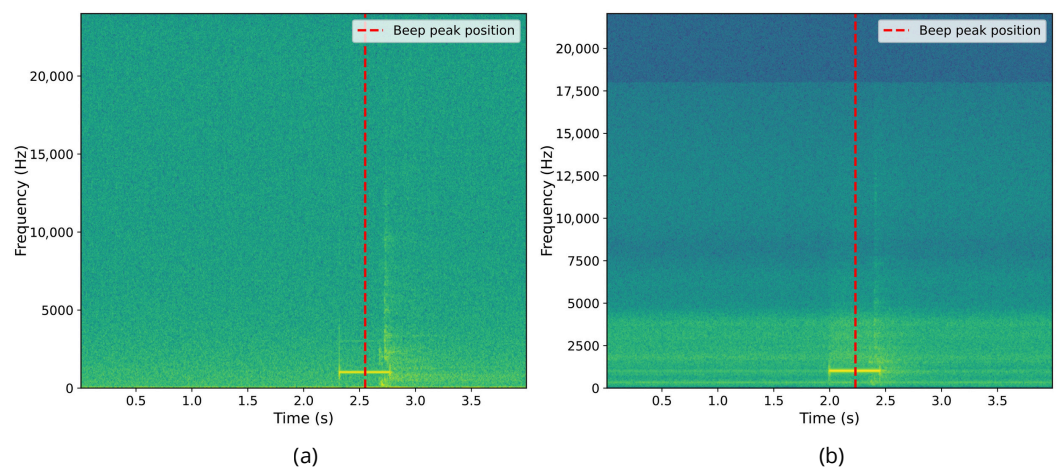 Beep peak position
Frequency (Hz)
20,000
15,000
10,000
5000
0
0.5 1.0 1.5 2.0 2.5 3.0 3.5
Time (s)
(a)
Beep peak position
Frequency (Hz)
20,000
17,500
15,000
12,500
10,000
7500
5000
2500
0
0.5 1.0 1.5 2.0 2.5 3.0 3.5
Time (s)
(b)